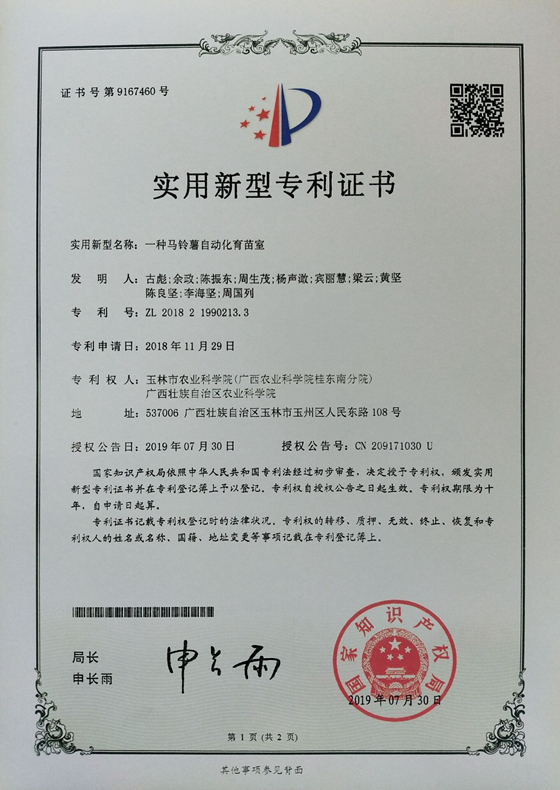 证书号第9167460号
实用新型专利证书
实用新型名称：一种马铃薯自动化育苗室
发明人：古彪;余政;陈振东;周生茂;杨声澉;宾丽慧;梁云;黄坚
陈良坚;李海坚;周国列
专利号：ZL 2018 2 1990213.3
专利申请日：2018年11月29日
专利权人：玉林市农业科学院(广西农业科学院桂东南分院)
广西壮族自治区农业科学院
地址：537006 广西壮族自治区玉林市玉州区人民东路108号
授权公告日：2019年07月30日 授权公告号：CN 209171030 U
国家知识产权局依照中华人民共和国专利法经过初步审查，决定授予专利权，颁发实用
新型专利证书并在专利登记簿上予以登记。专利权自授权公告之日起生效。专利权期限为十
年，自申请日起算。
专利证书记载专利权登记时的法律状况。专利权的转移、质押、无效、终止、恢复和专
利权人的姓名或名称、国籍、地址变更等事项记载在专利登记簿上。
局长
申长雨
申长雨
国家知识产权局
2019年07月30日
第1页(共2页)
其他事项参见背面